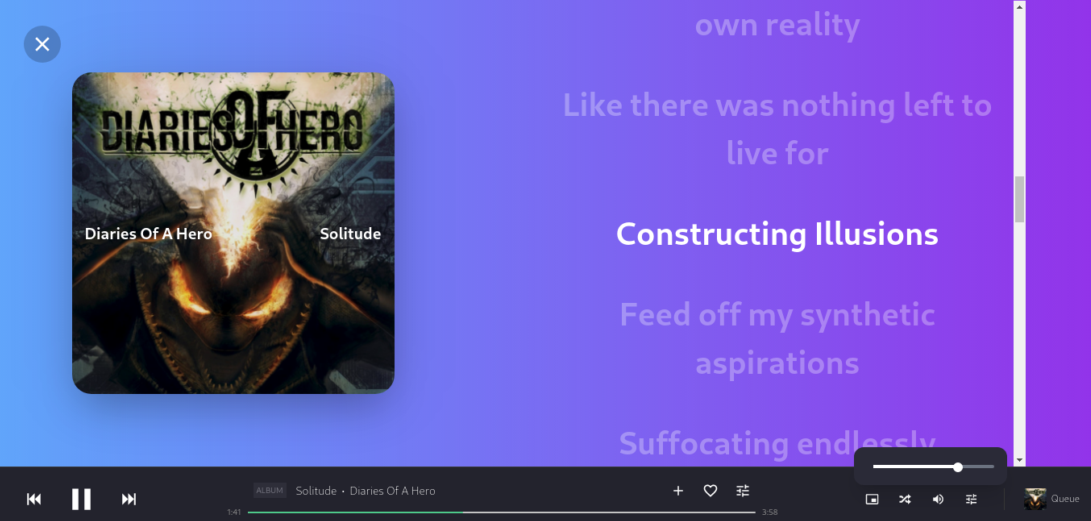 own reality
Like there was nothing left to
live for
Constructing Illusions
Feed off my synthetic
aspirations
Suffocating endlessly
DIARIES OF HERO
Diaries Of A Hero
Solitude
ALBUM
Solitude • Diaries Of A Hero
1:41
3:58
Queue